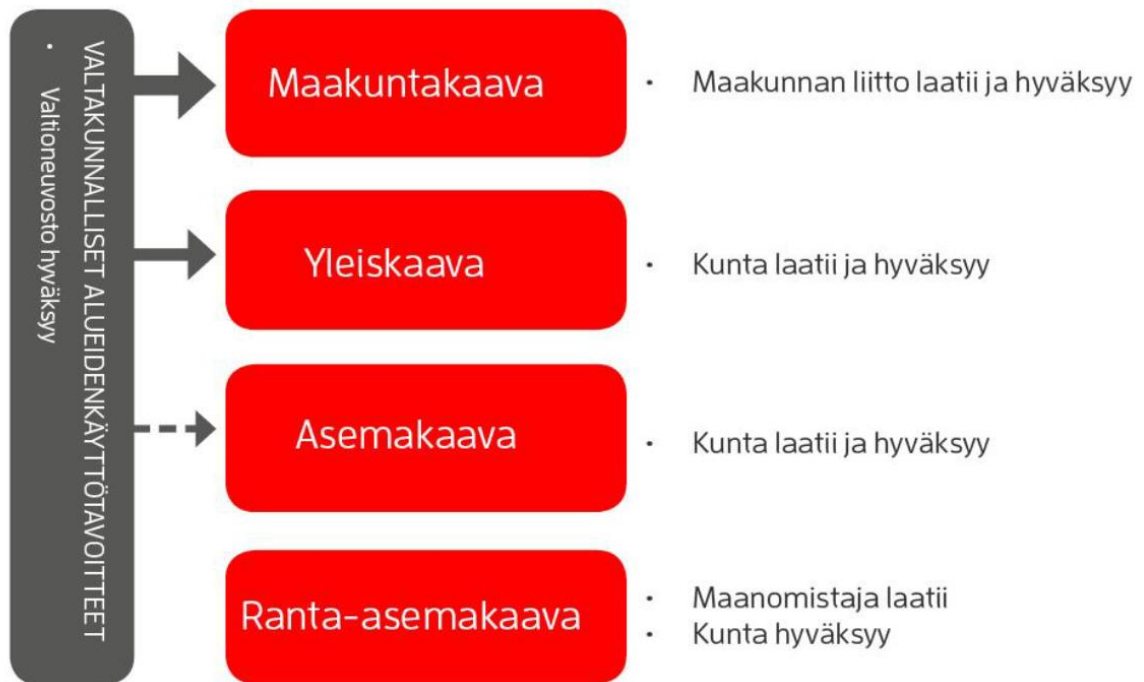 VALTAKUNNALLISET ALUEIDENKÄYTTÖTAVOITTEET
• Valtioneuvosto hyväksyy
Maakuntakaava
• Maakunnan liitto laatii ja hyväksyy
Yleiskaava
• Kunta laatii ja hyväksyy
Asemakaava
• Kunta laatii ja hyväksyy
Ranta-asemakaava
• Maanomistaja laatii
• Kunta hyväksyy